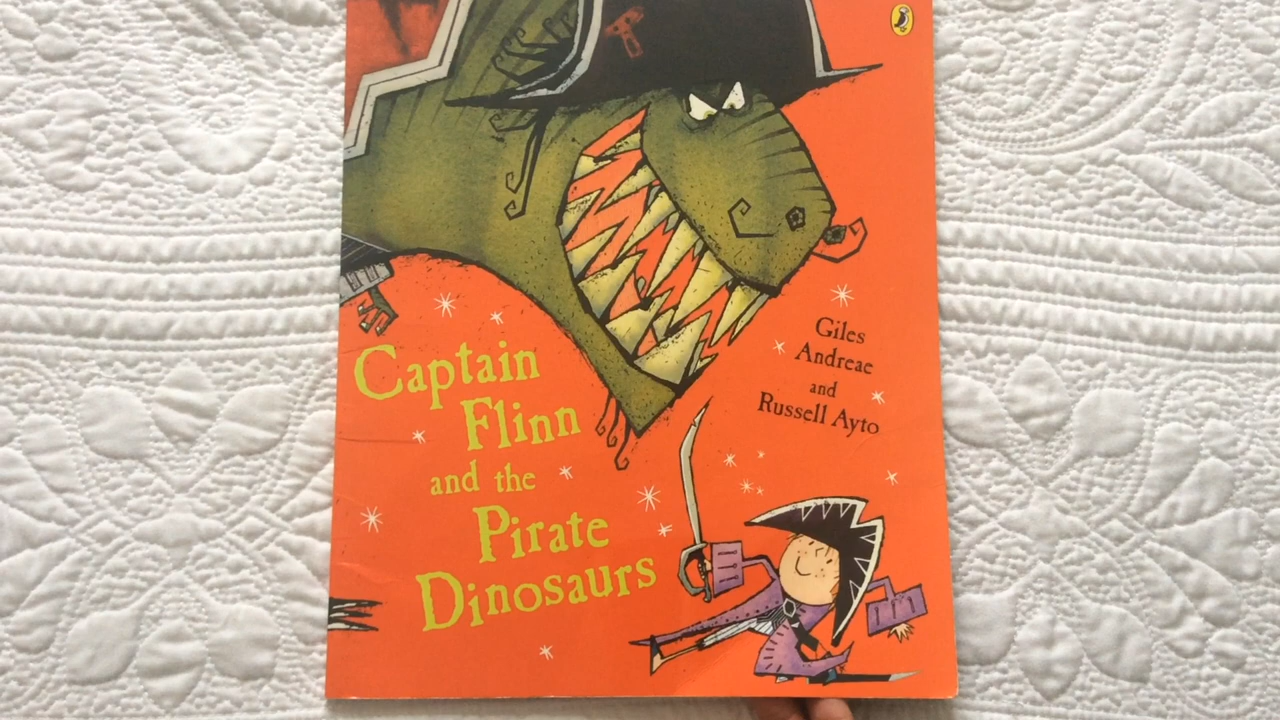 Giles
Andreae
and
Russell Ayto
Captain
Flinn
and the
Pirate
Dinosaurs